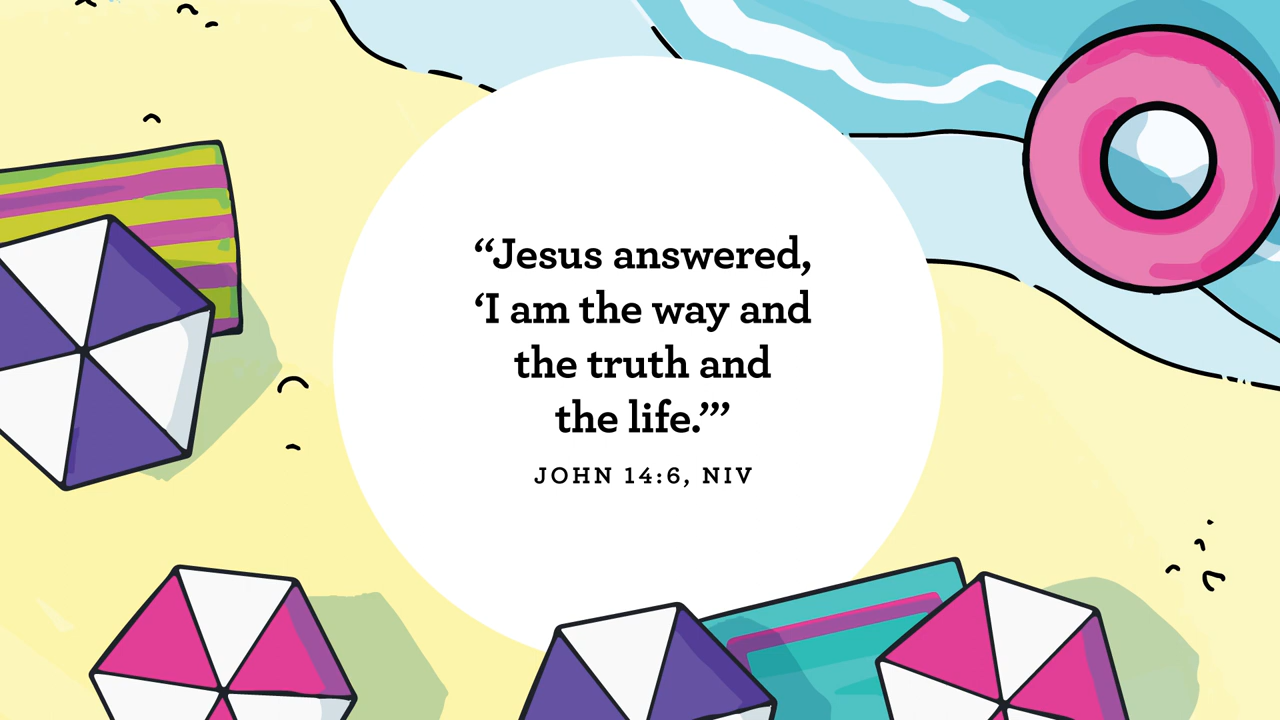 “Jesus answered,
‘I am the way and
the truth and
the life.’”
JOHN 14:6, NIV